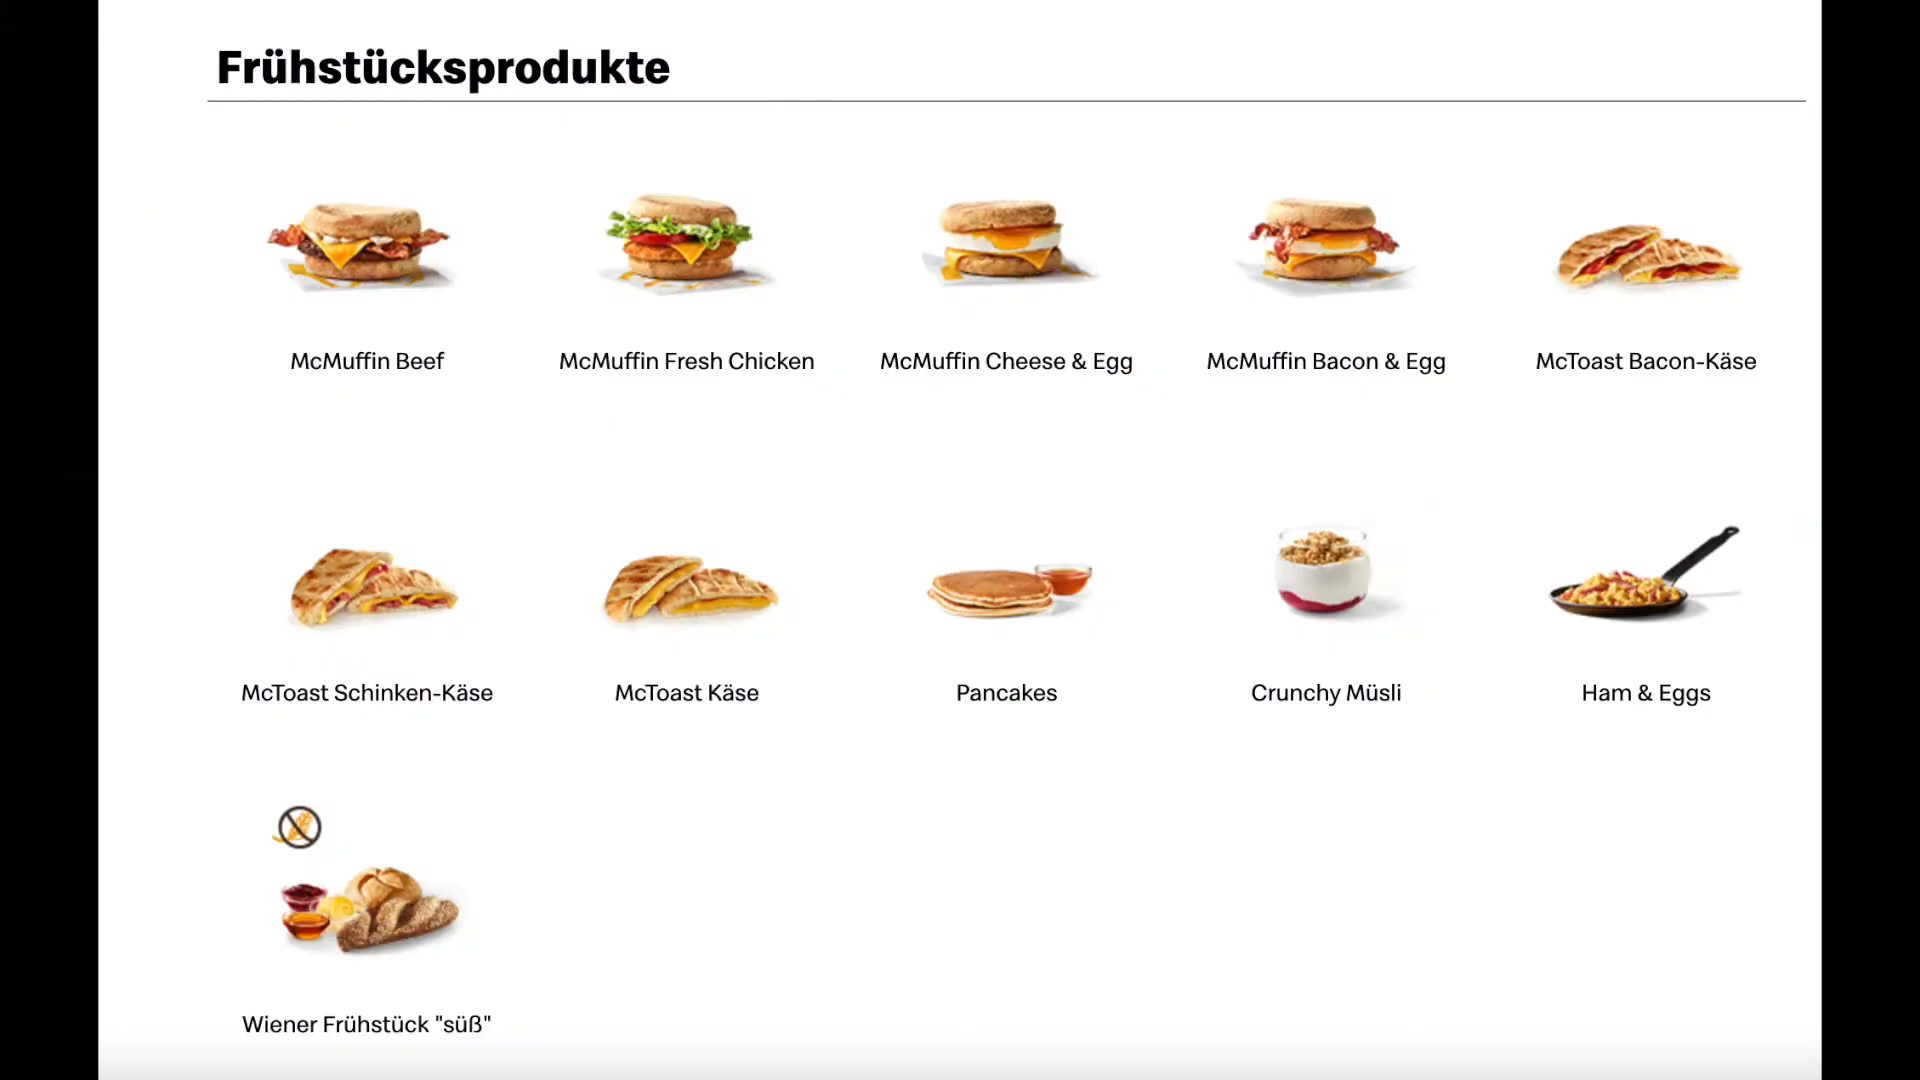 Frühstücksprodukte
McMuffin Beef
McMuffin Fresh Chicken
McMuffin Cheese & Egg
McMuffin Bacon & Egg
McToast Bacon-Käse
McToast Schinken-Käse
McToast Käse
Pancakes
Crunchy Müsli
Ham & Eggs
Wiener Frühstück "süß"